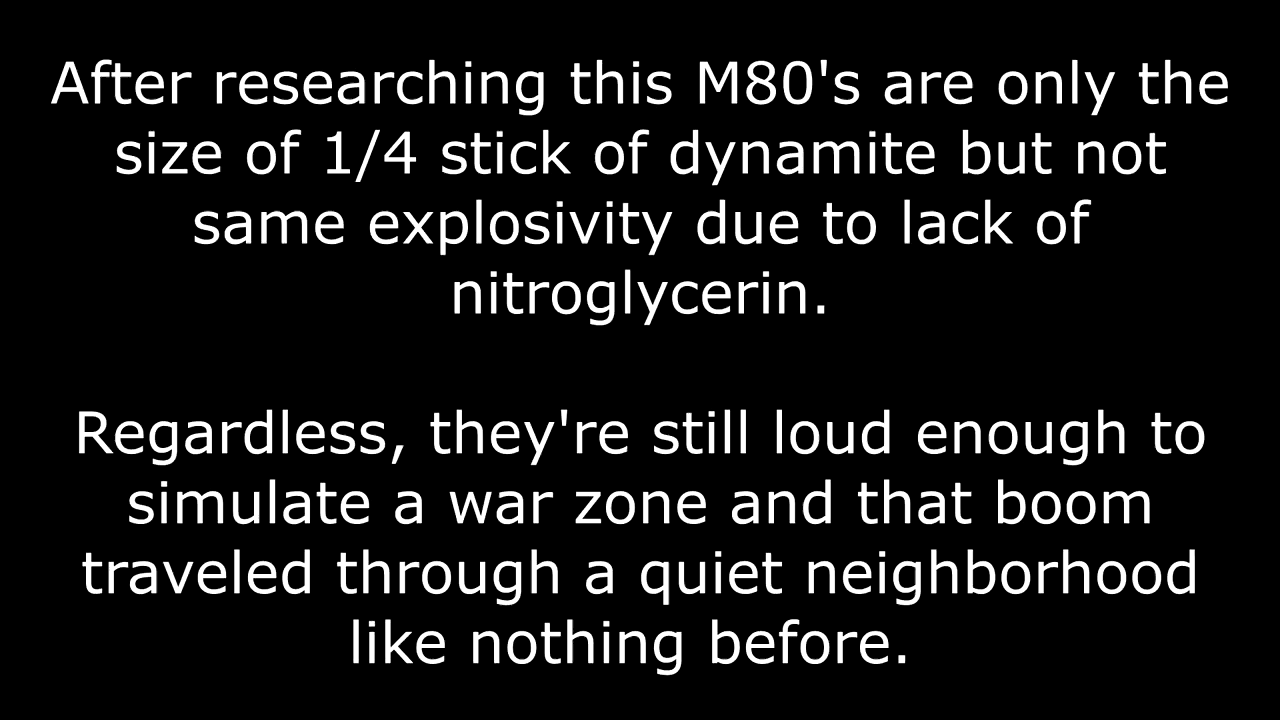 After researching this M80's are only the
size of 1/4 stick of dynamite but not
same explosivity due to lack of
nitroglycerin.
Regardless, they're still loud enough to
simulate a war zone and that boom
traveled through a quiet neighborhood
like nothing before.